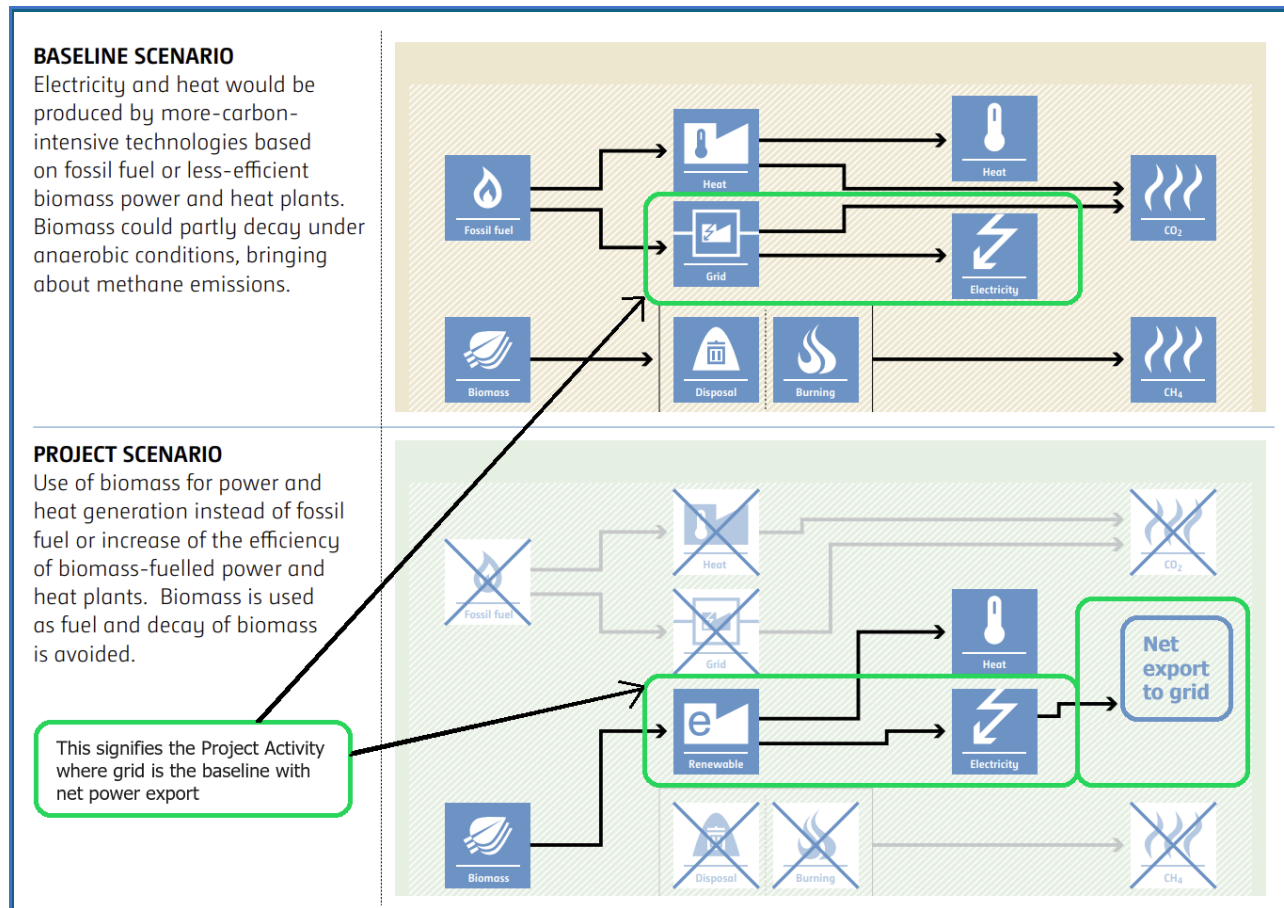 BASELINE SCENARIO
Electricity and heat would be
produced by more-carbon-
intensive technologies based
on fossil fuel or less-efficient
biomass power and heat plants.
Biomass could partly decay under
anaerobic conditions, bringing
about methane emissions.
Fossil fuel
Heat
Heat
Grid
Electricity
CO2
Biomass
Disposal
Burning
CH4
PROJECT SCENARIO
Use of biomass for power and
heat generation instead of fossil
fuel or increase of the efficiency
of biomass-fuelled power and
heat plants.  Biomass is used
as fuel and decay of biomass
is avoided.
This signifies the Project Activity
where grid is the baseline with
net power export
Fossil fuel
Heat
CO2
Grid
Heat
Net
export
to grid
e
Renewable
Electricity
Biomass
Disposal
Burning
CH4